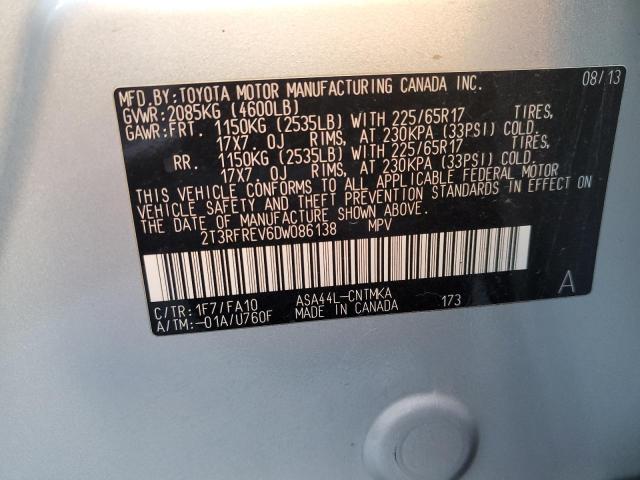 MFD. BY: TOYOTA MOTOR MANUFACTURING CANADA INC. 08/13
GVWR: 2085KG (4600LB)
GAWR: FRT. 1150KG (2535LB) WITH 225/65R17 TIRES,
17X7. OJ RIMS, AT 230KPA (33PSI) COLD.
RR. 1150KG (2535LB) WITH 225/65R17 TIRES,
17X7. OJ RIMS, AT 230KPA (33PSI) COLD.
THIS VEHICLE CONFORMS TO ALL APPLICABLE FEDERAL MOTOR
VEHICLE SAFETY AND THEFT PREVENTION STANDARDS IN EFFECT ON
THE DATE OF MANUFACTURE SHOWN ABOVE.
2T3RFREV6DW086138 MPV
C/TR: 1F7/FA10 ASA44L-CNTMKA 173 A
A/TM: -01A/U760F MADE IN CANADA